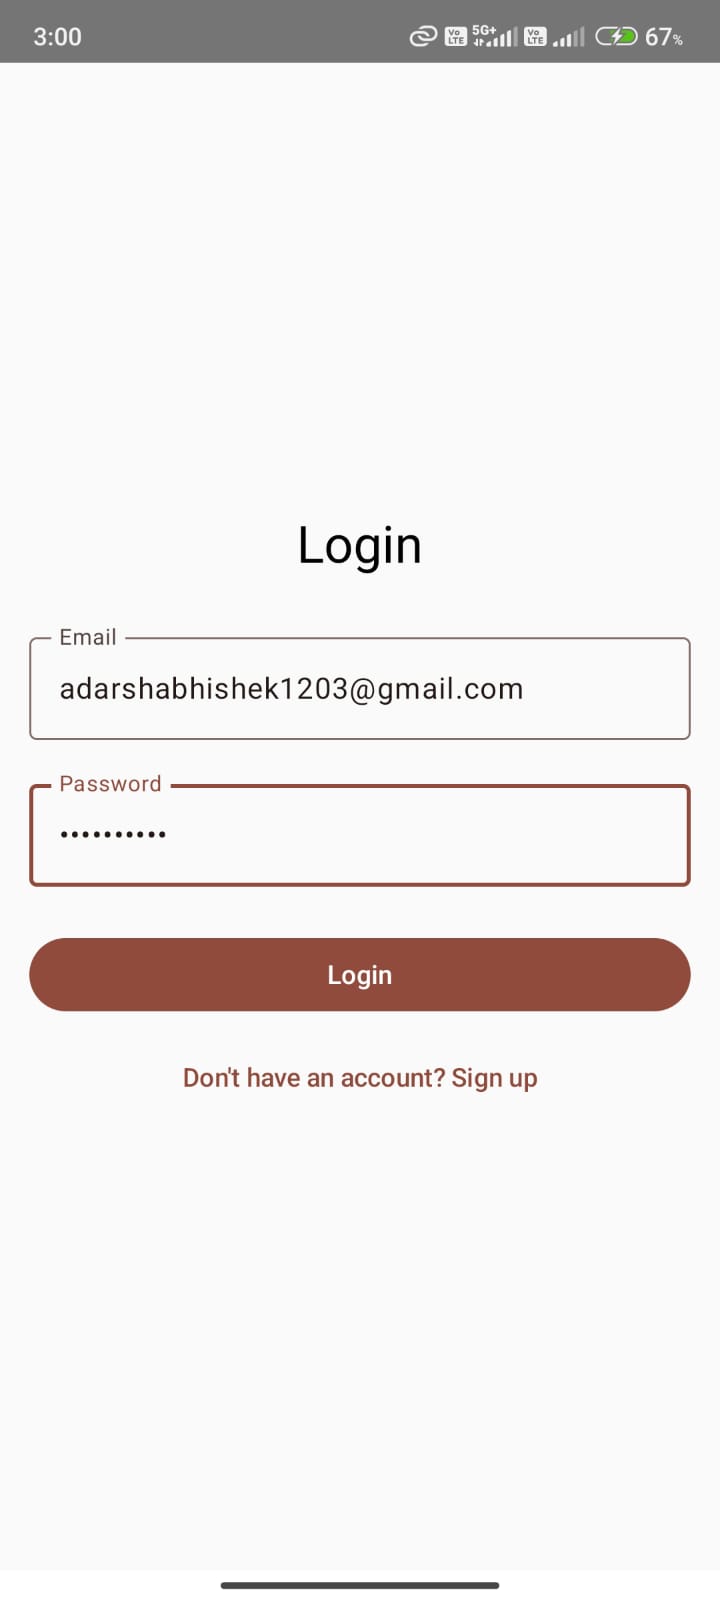 3:00 Vo LTE 5G+ Vo LTE 67%
Login
Email
adarshabhishek1203@gmail.com
Password
••••••••••
Login
Don't have an account? Sign up